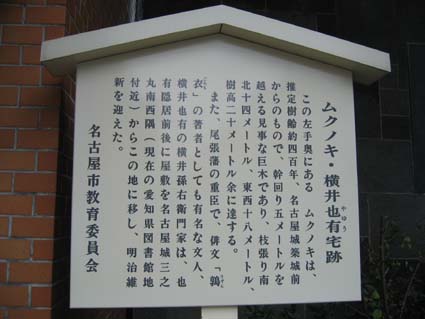 ムクノキ・横井也有宅跡
やゆう
この左手奥にある ムクノキは、
推定樹齢約四百年、名古屋城築城前
からのもので、幹回り五メートルを
越える見事な巨木であり、枝張り南
北十四メートル、東西十八メートル、
樹高二十メートル余に達する。
また、尾張藩の重臣で、俳文「鶉
衣」の著者としても有名な文人、
横井也有の横井孫右衛門家は、也
有隠居前後に屋敷を名古屋城三之
丸南西隅(現在の愛知県図書館地
付近)からこの地に移し、明治維
新を迎えた。
名古屋市教育委員会